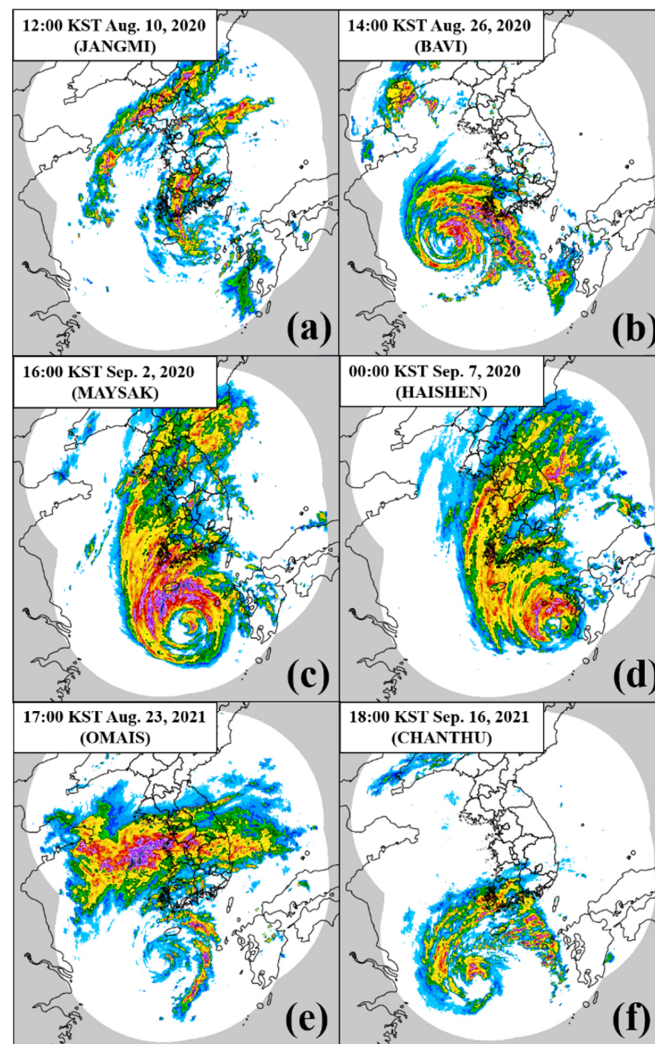 12:00 KST Aug. 10, 2020
(JANGMI)
(a)
14:00 KST Aug. 26, 2020
(BAVI)
(b)
16:00 KST Sep. 2, 2020
(MAYSAK)
(c)
00:00 KST Sep. 7, 2020
(HAISHEN)
(d)
17:00 KST Aug. 23, 2021
(OMAIS)
(e)
18:00 KST Sep. 16, 2021
(CHANTHU)
(f)